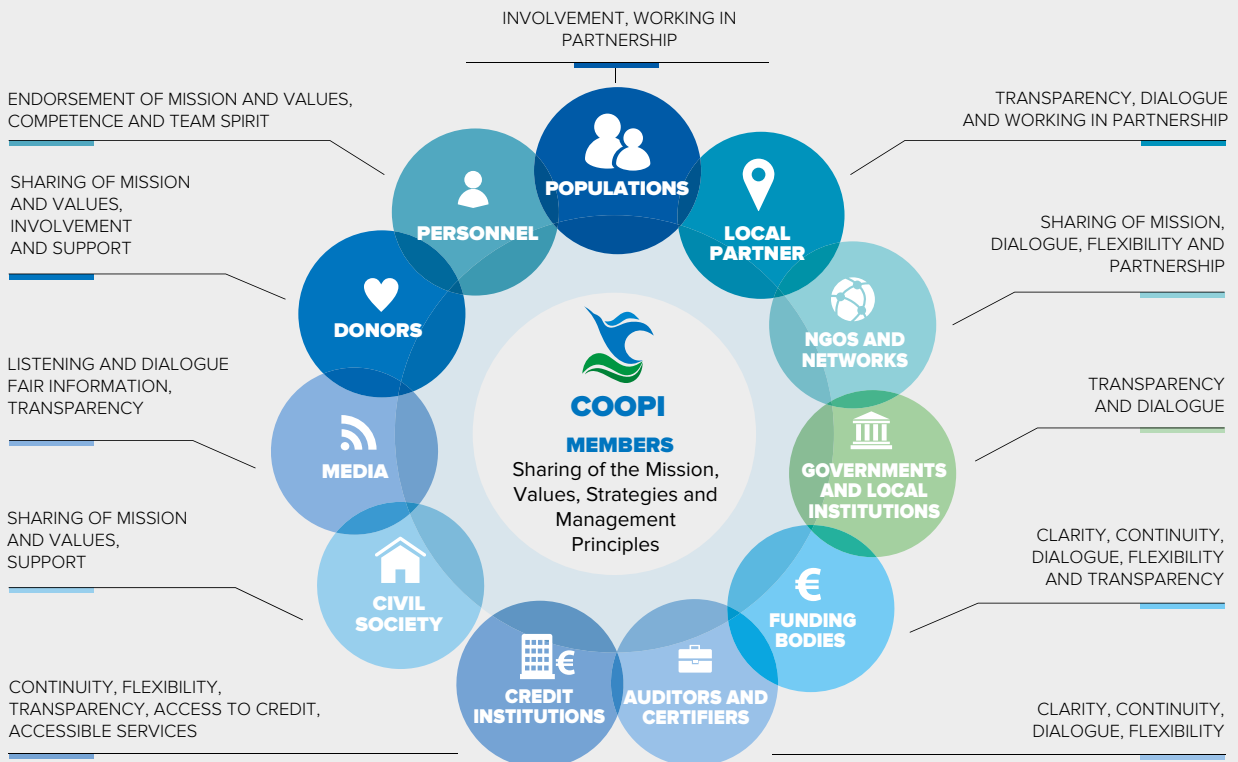 INVOLVEMENT, WORKING IN
PARTNERSHIP
ENDORSEMENT OF MISSION AND VALUES,
COMPETENCE AND TEAM SPIRIT
TRANSPARENCY, DIALOGUE
AND WORKING IN PARTNERSHIP
SHARING OF MISSION
AND VALUES,
INVOLVEMENT
AND SUPPORT
SHARING OF MISSION,
DIALOGUE, FLEXIBILITY AND
PARTNERSHIP
LISTENING AND DIALOGUE
FAIR INFORMATION,
TRANSPARENCY
TRANSPARENCY
AND DIALOGUE
SHARING OF MISSION
AND VALUES,
SUPPORT
CLARITY, CONTINUITY,
DIALOGUE, FLEXIBILITY
AND TRANSPARENCY
CONTINUITY, FLEXIBILITY,
TRANSPARENCY, ACCESS TO CREDIT,
ACCESSIBLE SERVICES
CLARITY, CONTINUITY,
DIALOGUE, FLEXIBILITY
POPULATIONS
LOCAL
PARTNER
NGOS AND
NETWORKS
GOVERNMENTS
AND LOCAL
INSTITUTIONS
€
FUNDING
BODIES
AUDITORS AND
CERTIFIERS
€
CREDIT
INSTITUTIONS
CIVIL
SOCIETY
MEDIA
DONORS
PERSONNEL
COOPI
MEMBERS
Sharing of the Mission,
Values, Strategies and
Management
Principles